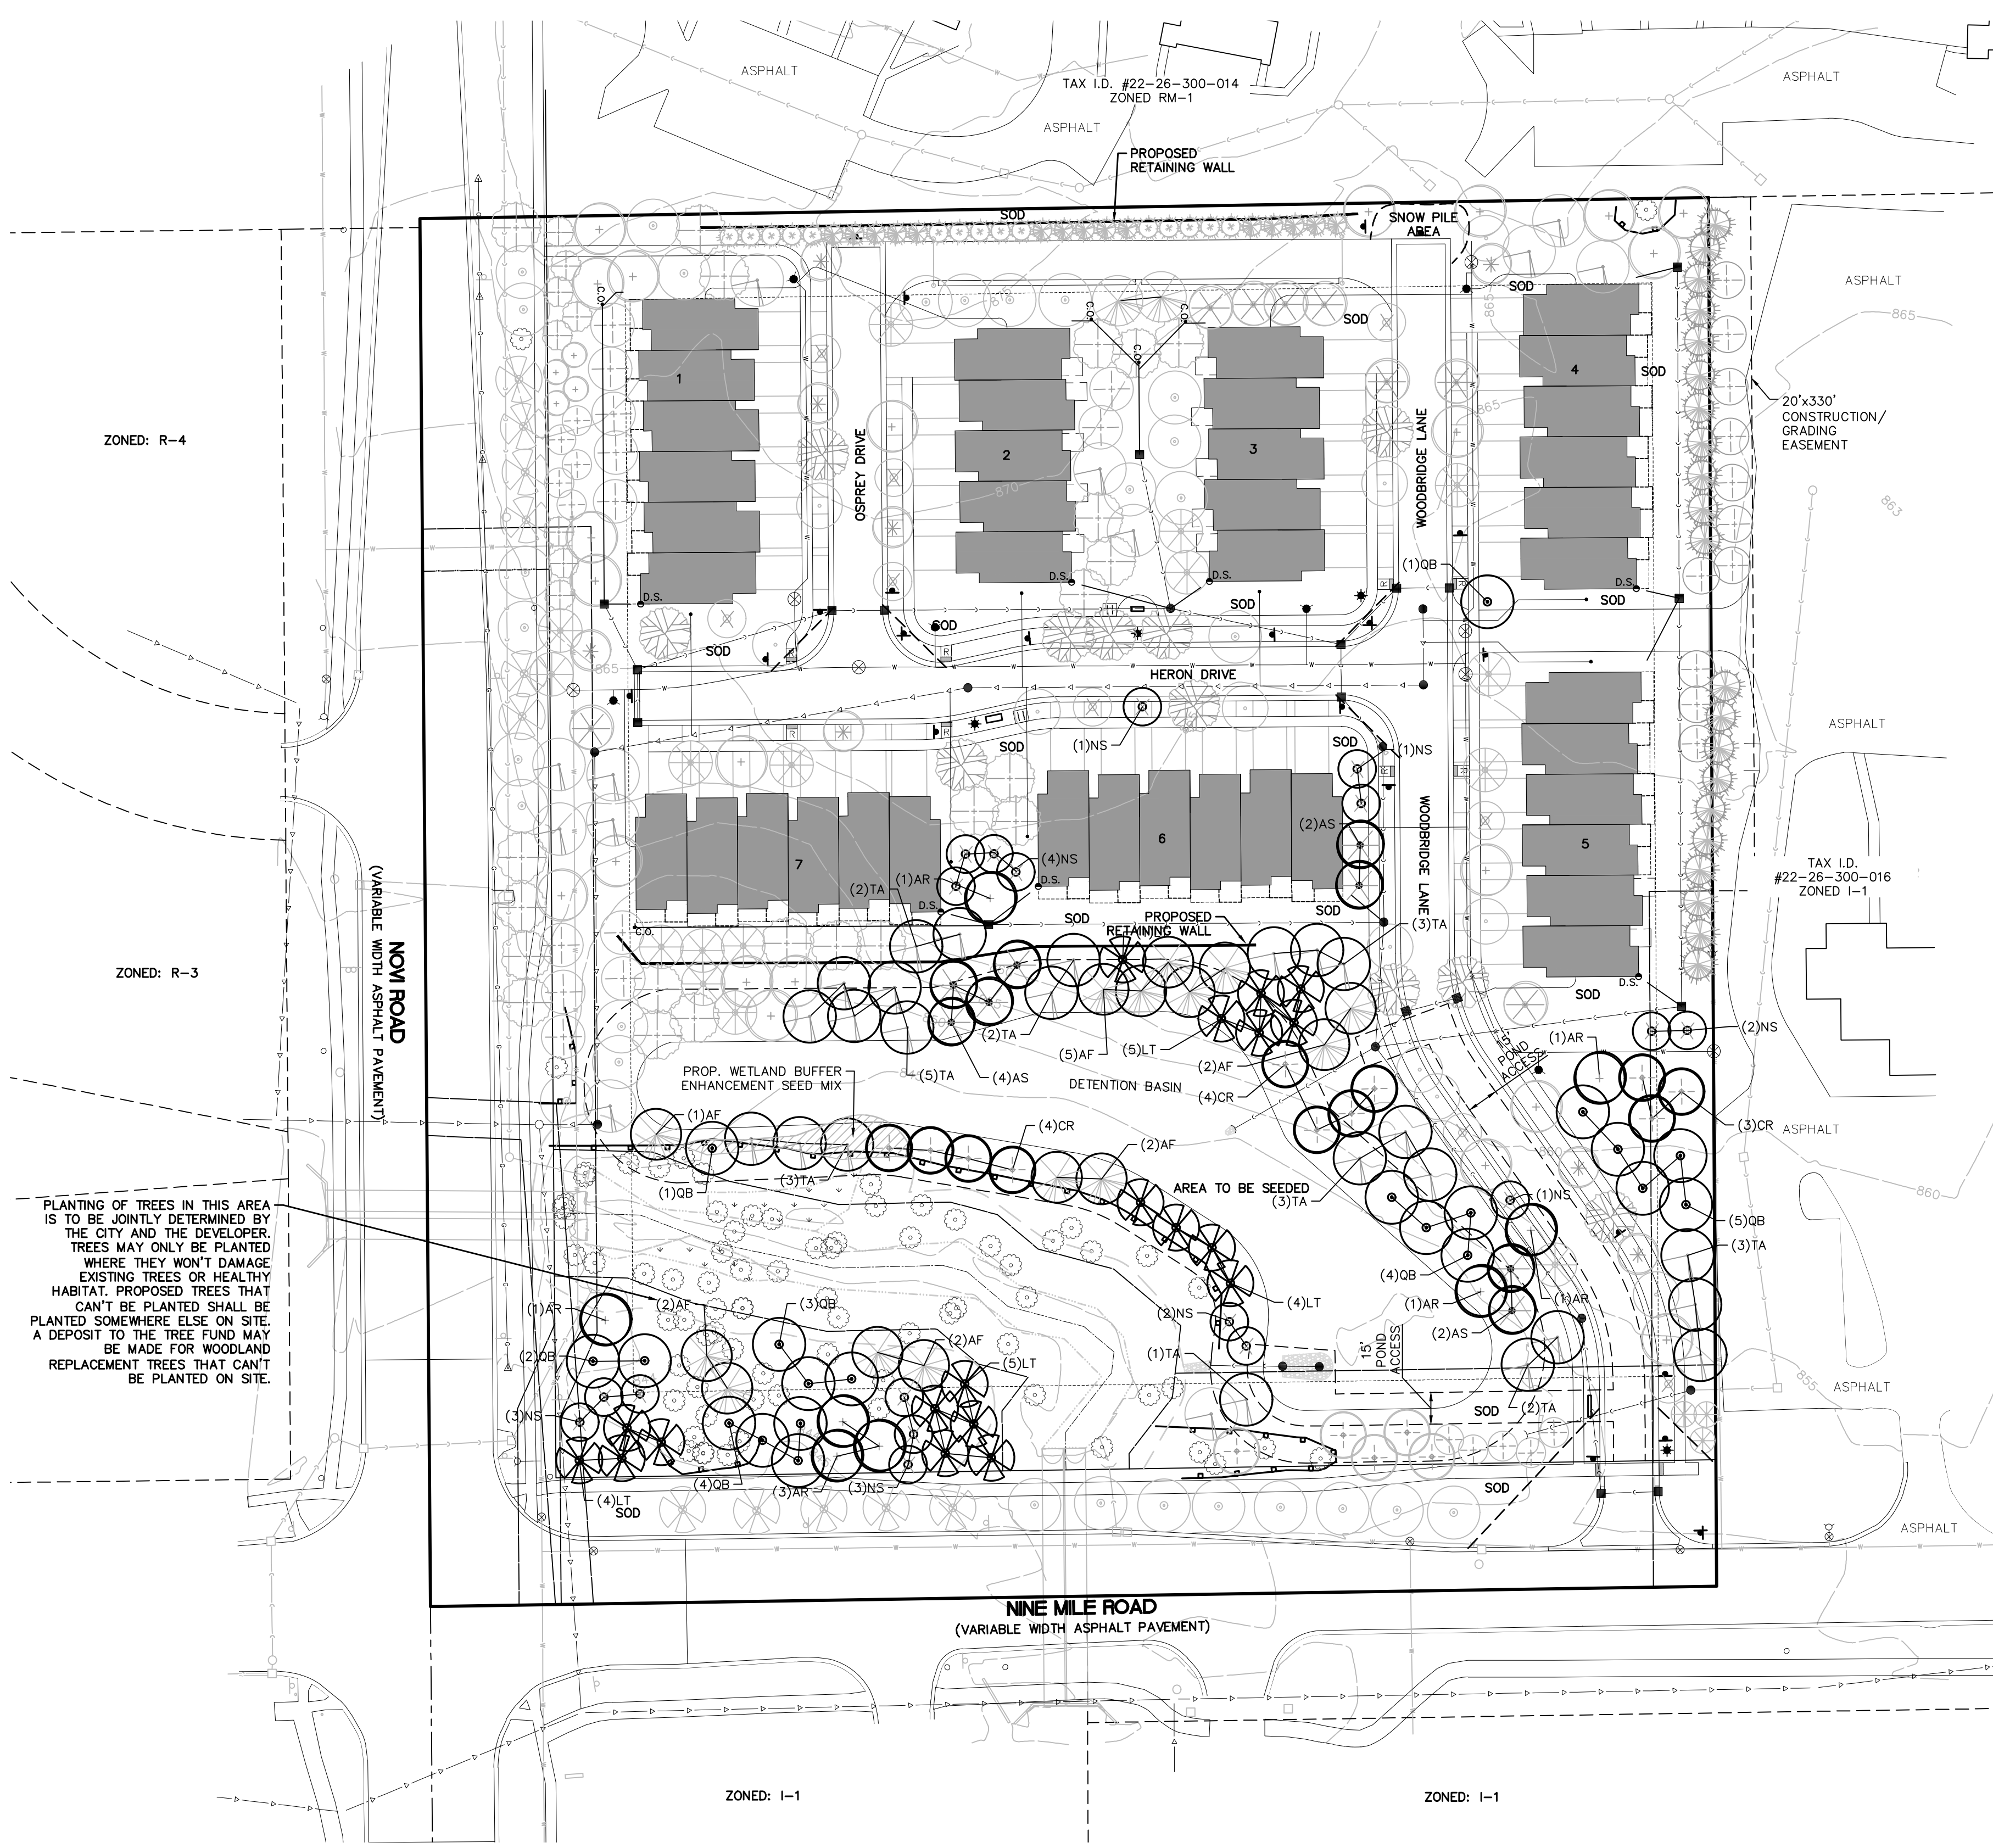 ASPHALT
ASPHALT
TAX I.D. #22-26-300-014
ZONED RM-1
ASPHALT
PROPOSED
RETAINING WALL
SOD
SNOW PILE
AREA
ASPHALT
865
C.O.
SOD
865
C.O.
C.O.
875
SOD
C.O.
1
4
SOD
20'x330'
CONSTRUCTION/
GRADING
EASEMENT
865
ZONED: R-4
OSPREY DRIVE
2
3
WOODBRIDGE LANE
870
863
(1)QB
D.S.
D.S.
D.S.
D.S.
SOD
SOD
SOD
SOD
865
HERON DRIVE
(1)NS
SOD
SOD
(1)NS
ASPHALT
(2)AS
WOODBRIDGE LANE
6
7
5
(4)NS
(1)AR
(2)TA
D.S.
D.S.
TAX I.D.
#22-26-300-016
ZONED I-1
SOD
PROPOSED
RETAINING WALL
SOD
(3)TA
C.O.
NOVI ROAD
(VARIABLE WIDTH ASPHALT PAVEMENT)
ZONED: R-3
D.S.
SOD
(2)TA
(5)AF
(5)LT
(2)AF
(4)CR
(5)TA
(4)AS
(1)AR
(2)NS
15'
POND
ACCESS
PROP. WETLAND BUFFER
ENHANCEMENT SEED MIX
DETENTION BASIN
(1)AF
(4)CR
(2)AF
(3)CR
ASPHALT
860
(1)QB
(3)TA
AREA TO BE SEEDED
(3)TA
(1)NS
860
(5)QB
(3)TA
PLANTING OF TREES IN THIS AREA
IS TO BE JOINTLY DETERMINED BY
THE CITY AND THE DEVELOPER.
TREES MAY ONLY BE PLANTED
WHERE THEY WON'T DAMAGE
EXISTING TREES OR HEALTHY
HABITAT. PROPOSED TREES THAT
CAN'T BE PLANTED SHALL BE
PLANTED SOMEWHERE ELSE ON SITE.
A DEPOSIT TO THE TREE FUND MAY
BE MADE FOR WOODLAND
REPLACEMENT TREES THAT CAN'T
BE PLANTED ON SITE.
(4)QB
(1)AR
(2)AF
(3)QB
(4)LT
(2)NS
(1)AR
(1)AR
(2)AS
(2)QB
(2)AF
(5)LT
(1)TA
15'
POND
ACCESS
855
ASPHALT
(3)NS
SOD
(2)TA
(4)LT
(4)QB
(3)AR
(3)NS
SOD
SOD
ASPHALT
NINE MILE ROAD
(VARIABLE WIDTH ASPHALT PAVEMENT)
ZONED: I-1
ZONED: I-1